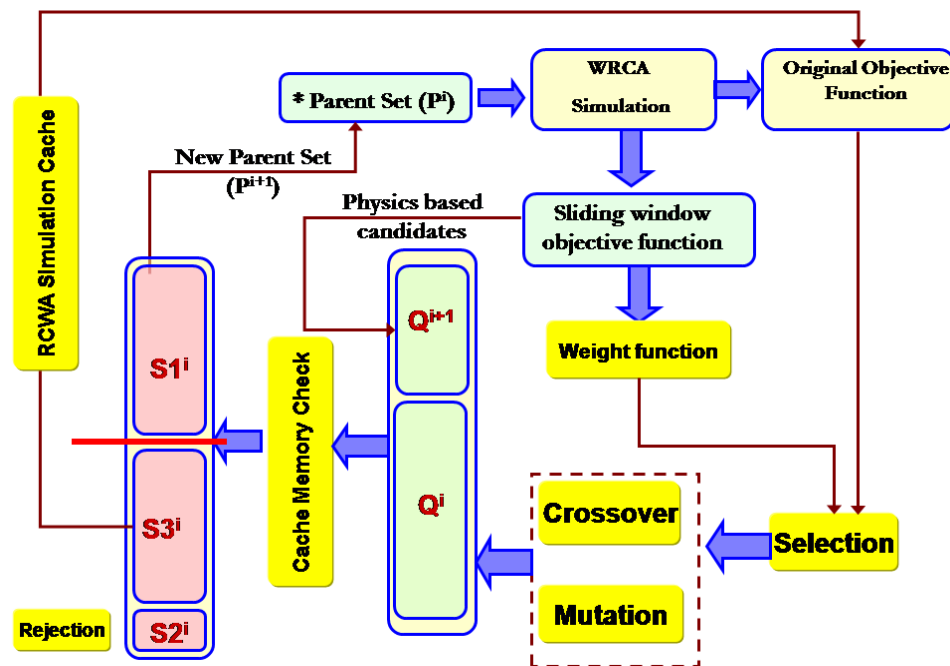 WRCA
Simulation
Original Objective
Function
* Parent Set (Pⁱ)
New Parent Set
(Pⁱ⁺¹)
RCWA Simulation Cache
Physics based
candidates
Sliding window
objective function
Qⁱ⁺¹
Weight function
S1ⁱ
Cache Memory Check
Qⁱ
Crossover
S3ⁱ
Selection
Mutation
Rejection
S2ⁱ